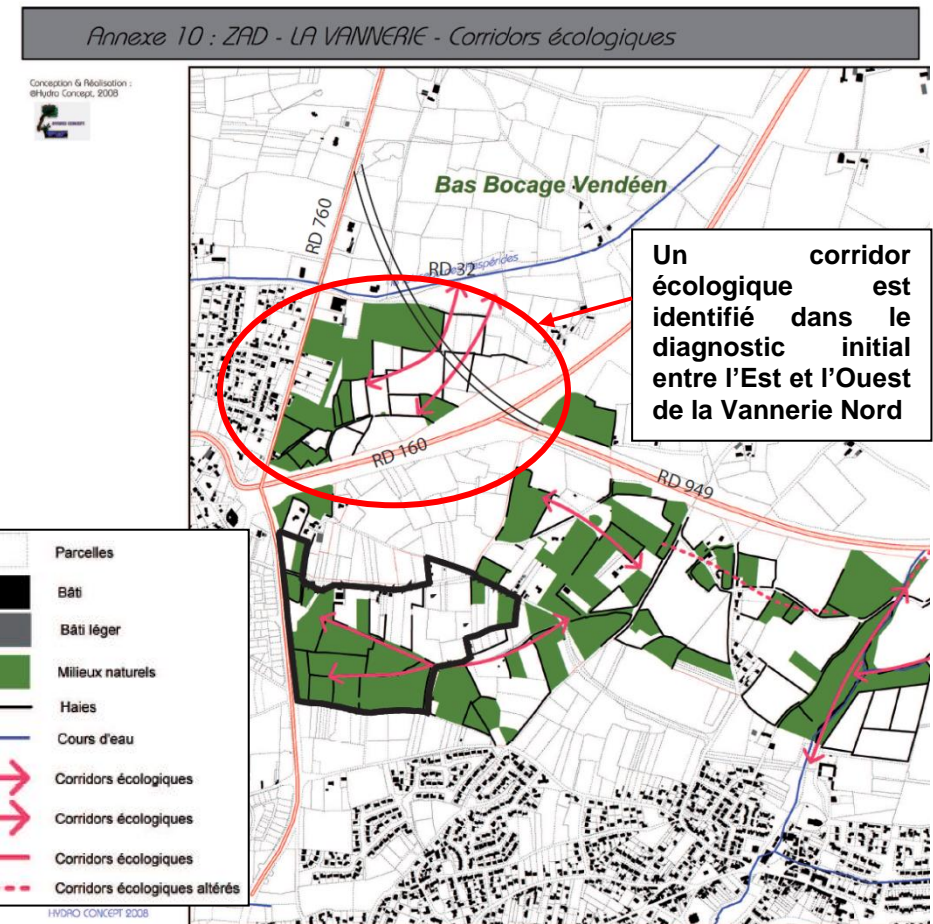 Annexe 10 : ZAD - LA VANNERIE - Corridors écologiques
Conception & Réalisation :
@Hydro Concept, 2008
HYDRO CONCEPT
Bas Bocage Vendéen
RD 760
RD 32
Hespérides
Un corridor
écologique est
identifié dans le
diagnostic initial
entre l'Est et l'Ouest
de la Vannerie Nord
RD 160
RD 949
Parcelles
Bâti
Bâti léger
Milieux naturels
Haies
Cours d'eau
Corridors écologiques
Corridors écologiques
Corridors écologiques
Corridors écologiques altérés
HYDRO CONCEPT 2008